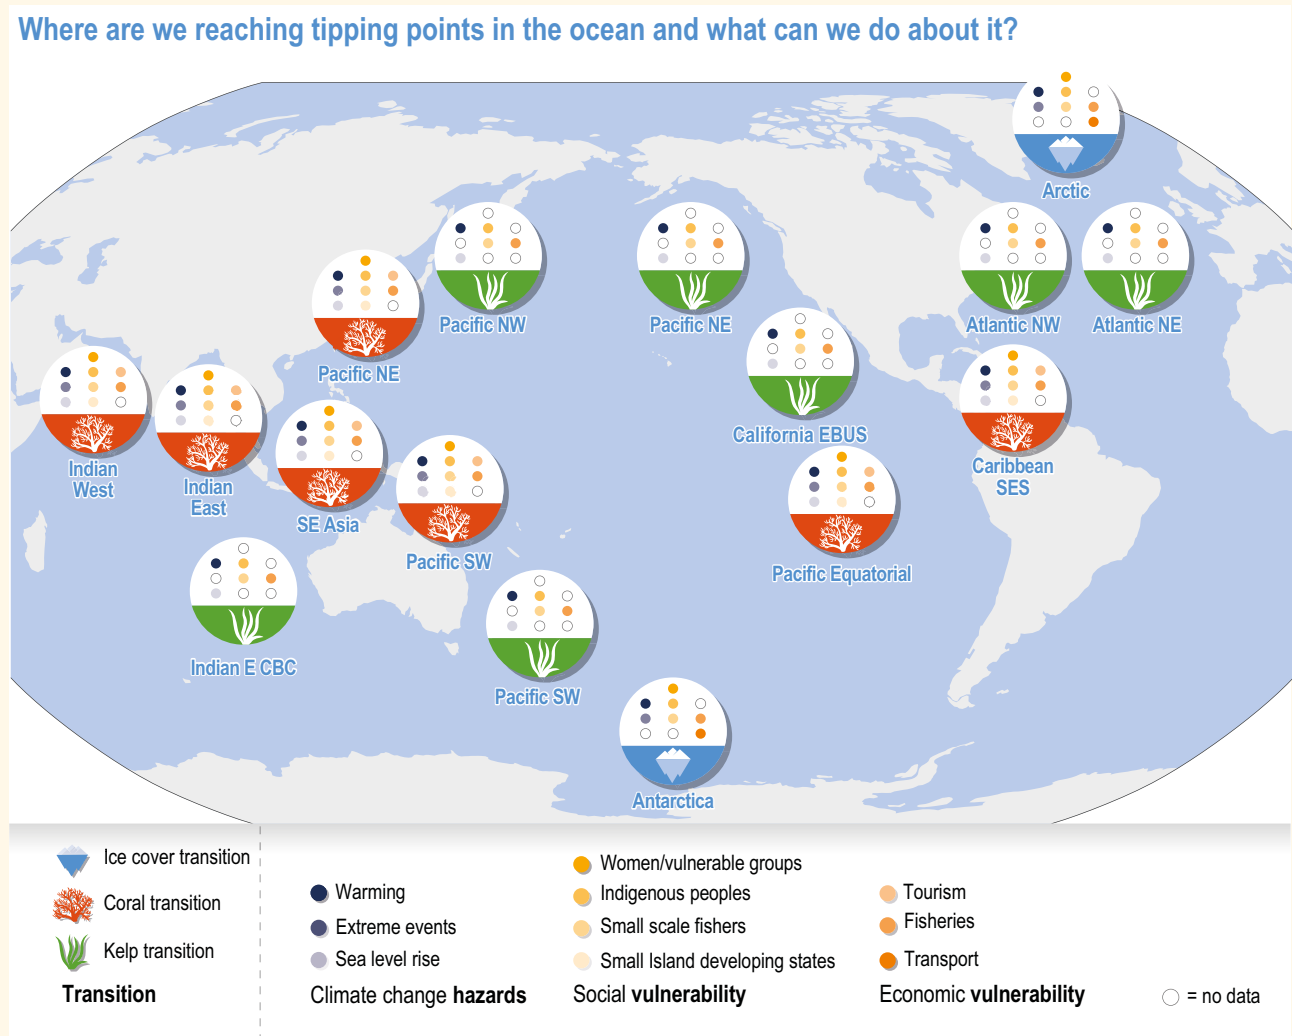 Where are we reaching tipping points in the ocean and what can we do about it?
Arctic
Pacific NW
Pacific NE
Atlantic NW
Atlantic NE
Pacific NE
California EBUS
Indian
West
Indian
East
SE Asia
Caribbean
SES
Pacific SW
Pacific Equatorial
Indian E CBC
Pacific SW
Antarctica
Ice cover transition
Coral transition
Kelp transition
Transition
Warming
Extreme events
Sea level rise
Climate change hazards
Women/vulnerable groups
Indigenous peoples
Small scale fishers
Small Island developing states
Social vulnerability
Tourism
Fisheries
Transport
Economic vulnerability
= no data